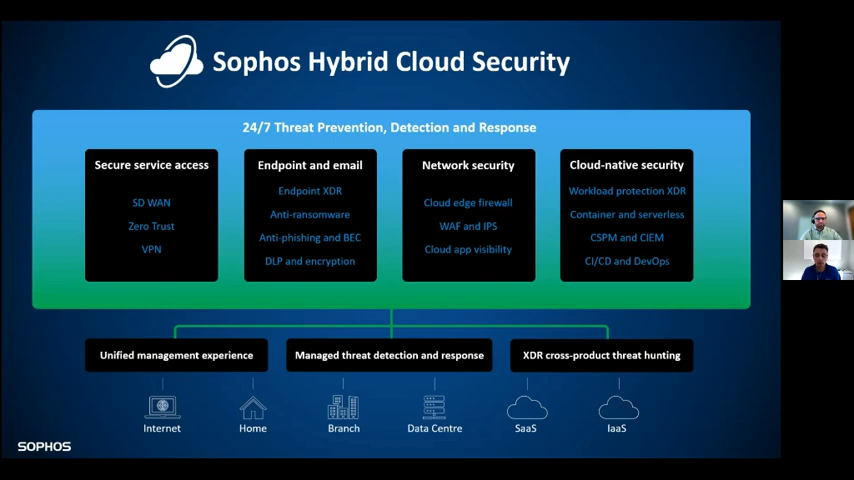 Sophos Hybrid Cloud Security
24/7 Threat Prevention, Detection and Response
Secure service access
SD WAN
Zero Trust
VPN
Endpoint and email
Endpoint XDR
Anti-ransomware
Anti-phishing and BEC
DLP and encryption
Network security
Cloud edge firewall
WAF and IPS
Cloud app visibility
Cloud-native security
Workload protection XDR
Container and serverless
CSPM and CIEM
CI/CD and DevOps
Unified management experience
Managed threat detection and response
XDR cross-product threat hunting
Internet
Home
Branch
Data Centre
SaaS
IaaS
SOPHOS